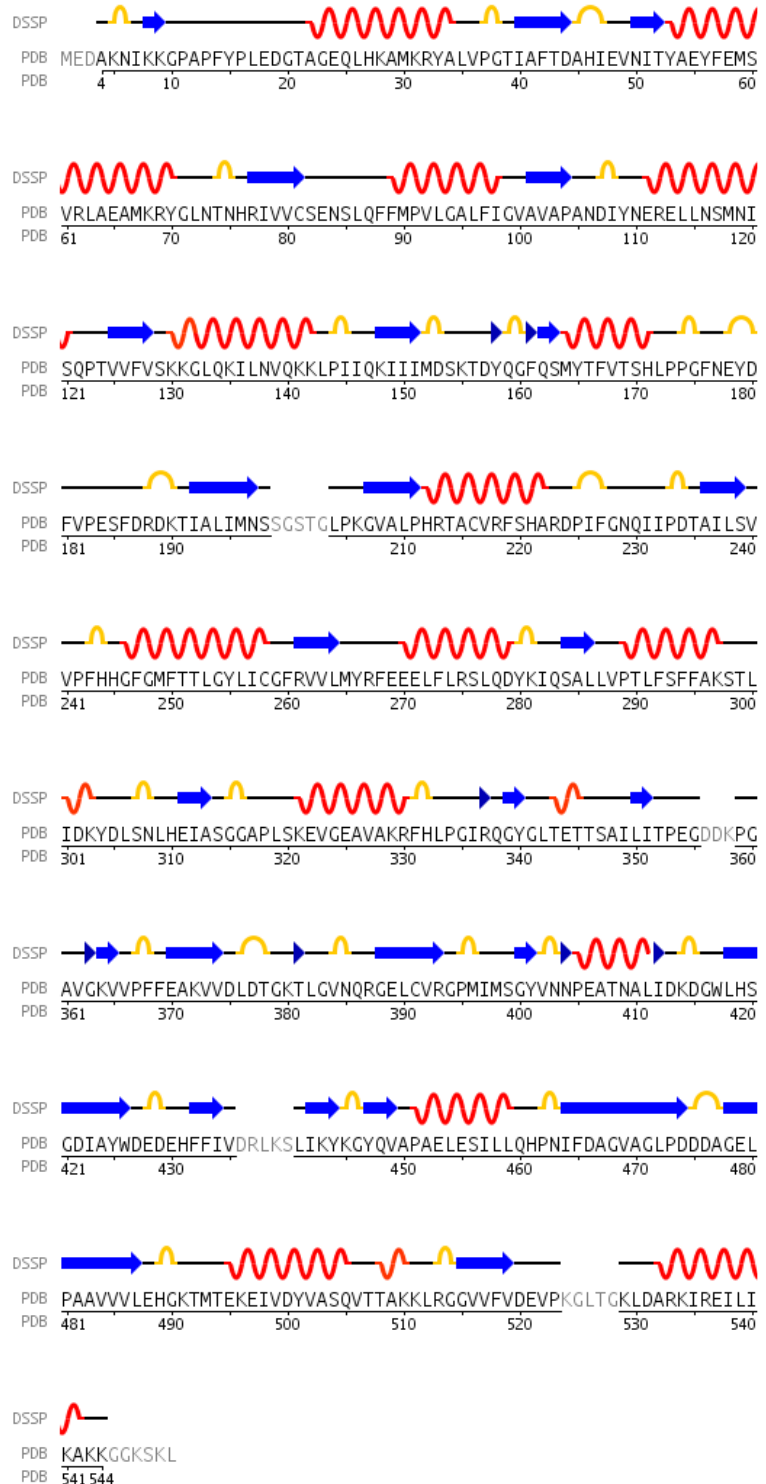 DSSP
PDB MEDAKNIKKGPAPFYPLEDGTAGEQLHKAMKRYALVPGTIAFTDAHIEVNITYAEYFEMS
PDB 4 10 20 30 40 50 60
DSSP
PDB VRLAEAMKRYGLNTNHRIVVCSENSLQFFMPVLGALFIGVAVAPANDIYNERELLNSMNI
PDB 61 70 80 90 100 110 120
DSSP
PDB SQPTVVFVSKKGLQKILNVQKKLPIIQKIIIMDSKTDYQGFQSMYTFVTSHLPPGFNEYD
PDB 121 130 140 150 160 170 180
DSSP
PDB FVPESFDRDKTIALIMNSSGSTGLPKGVALPHRTACVRFSHARDPIFGNQIIPDTAILSV
PDB 181 190 210 220 230 240
DSSP
PDB VPFHHGFGMFTTLGYLICGFRVVLMYRFEEELFLRSLQDYKIQSALLVPTLFSFFAKSTL
PDB 241 250 260 270 280 290 300
DSSP
PDB IDKYDLSNLHEIASGGAPLSKEVGEAVAKRFHLPGIRQGYGLTETTSAILITPEGDDKPG
PDB 301 310 320 330 340 350 360
DSSP
PDB AVGKVVPFFEAKVVDLDTGKTLGVNQRGELCVRGPMIMSGYVNNPEATNALIDKDGWLHS
PDB 361 370 380 390 400 410 420
DSSP
PDB GDIAYWDEDEHFFIVDRLKSLIKYKGYQVAPAELESILLQHPNIFDAGVAGLPDDDAGEL
PDB 421 430 450 460 470 480
DSSP
PDB PAAVVVLEHGKTMTEKEIVDYVASQVTTAKKLRGGVVFVDEVPKGLTGKLDARKIREILI
PDB 481 490 500 510 520 530 540
DSSP
PDB KAKKGGKSKL
PDB 541 544